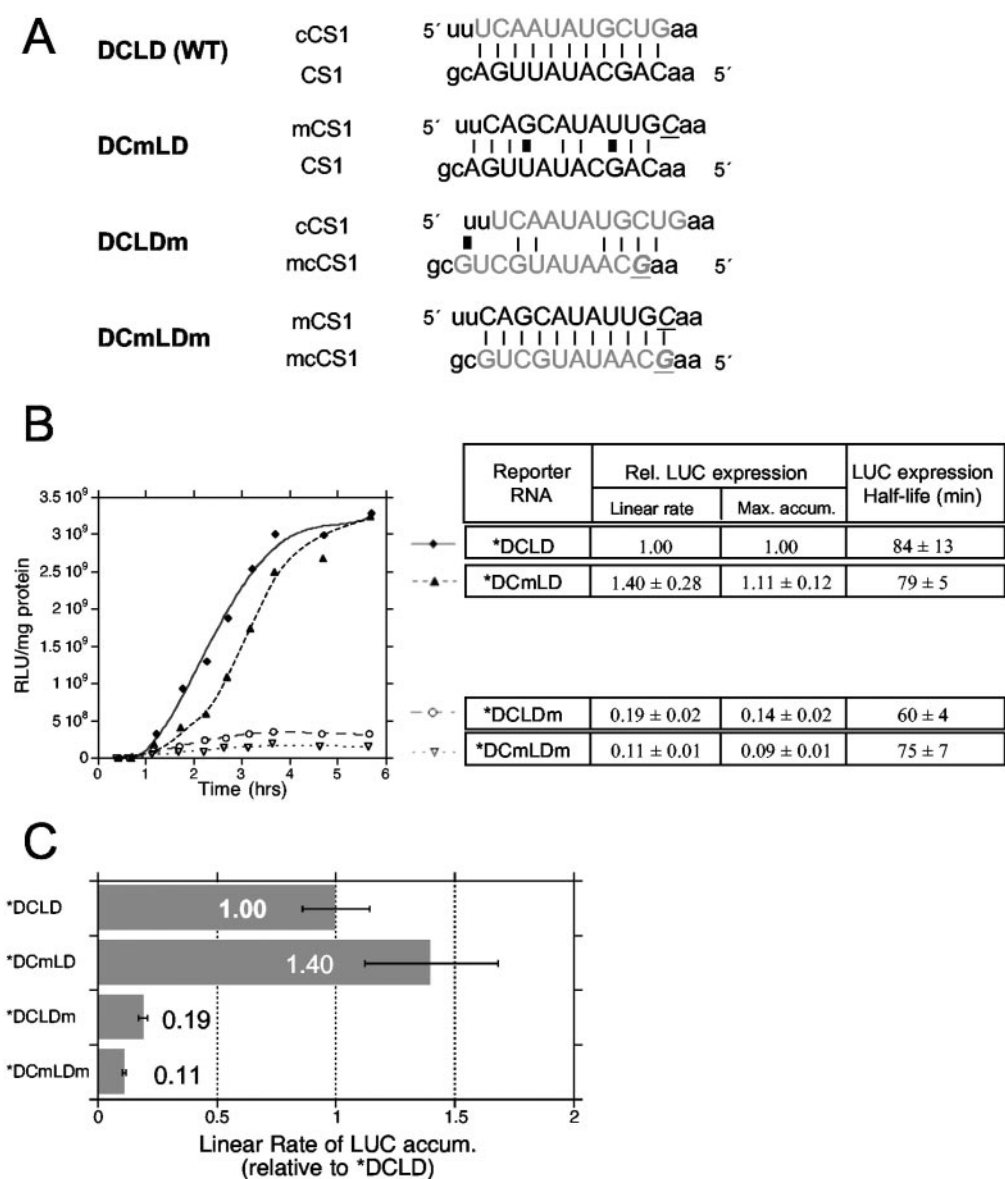 A
DCLD (WT)
cCS1 5´ uuUCAAUAUGCUGaa
CS1 gcAGUUAUACGACaa 5´
DCmLD
mCS1 5´ uuCAGCAUAUUGCaa
CS1 gcAGUUAUACGACaa 5´
DCLDm
cCS1 5´ uuUCAAUAUGCUGaa
mcCS1 gcGUCGUAUAACGaa 5´
DCmLDm
mCS1 5´ uuCAGCAUAUUGCaa
mcCS1 gcGUCGUAUAACGaa 5´
B
RLU/mg protein
3.5 10⁹
3 10⁹
2.5 10⁹
2 10⁹
1.5 10⁹
1 10⁹
5 10⁸
0
0 1 2 3 4 5 6
Time (hrs)
Reporter RNA
Rel. LUC expression
LUC expression Half-life (min)
Linear rate Max. accum.
*DCLD 1.00 1.00 84 ± 13
*DCmLD 1.40 ± 0.28 1.11 ± 0.12 79 ± 5
*DCLDm 0.19 ± 0.02 0.14 ± 0.02 60 ± 4
*DCmLDm 0.11 ± 0.01 0.09 ± 0.01 75 ± 7
C
*DCLD 1.00
*DCmLD 1.40
*DCLDm 0.19
*DCmLDm 0.11
0 0.5 1 1.5 2
Linear Rate of LUC accum.
(relative to *DCLD)